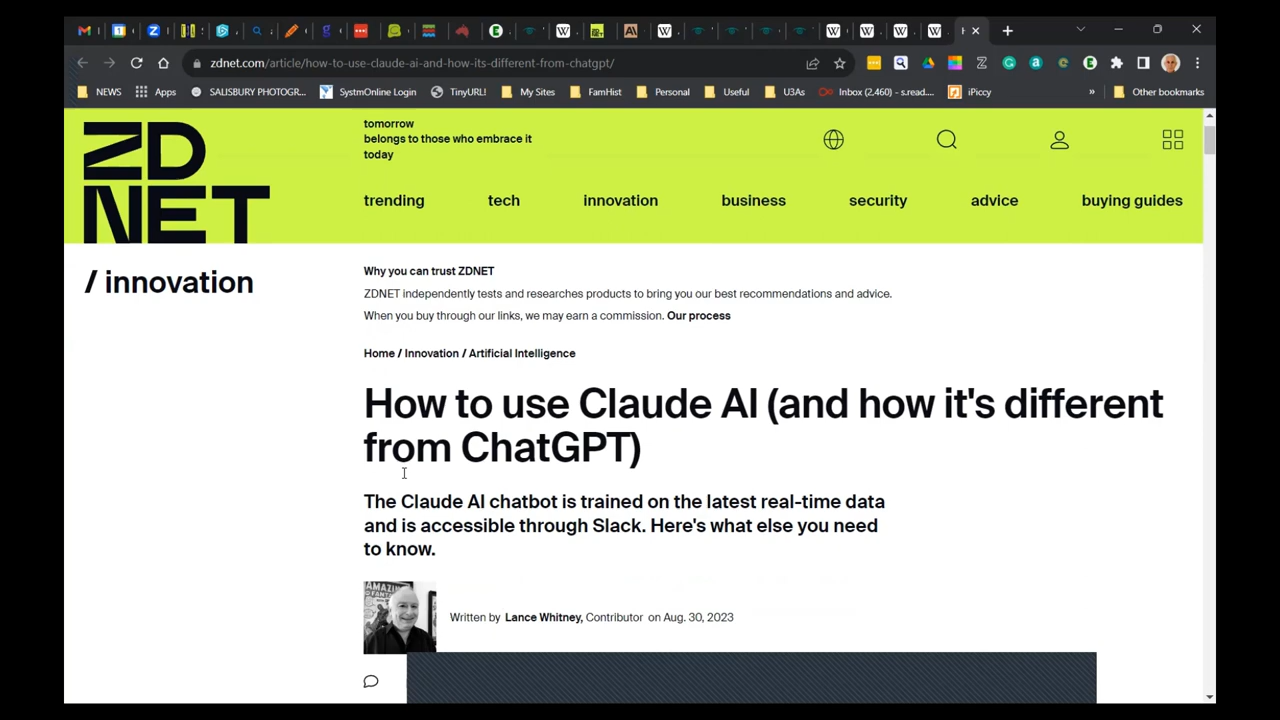 zdnet.com/article/how-to-use-claude-ai-and-how-its-different-from-chatgpt/
NEWS Apps SALISBURY PHOTOGR... SystmOnline Login TinyURL! My Sites FamHist Personal Useful U3As Inbox (2,460) - s.read.... iPiccy » Other bookmarks
ZD
NET
tomorrow
belongs to those who embrace it
today
trending tech innovation business security advice buying guides
/ innovation
Why you can trust ZDNET
ZDNET independently tests and researches products to bring you our best recommendations and advice.
When you buy through our links, we may earn a commission. Our process
Home / Innovation / Artificial Intelligence
How to use Claude AI (and how it's different
from ChatGPT)
The Claude AI chatbot is trained on the latest real-time data
and is accessible through Slack. Here's what else you need
to know.
AMAZING
Written by Lance Whitney, Contributor on Aug. 30, 2023